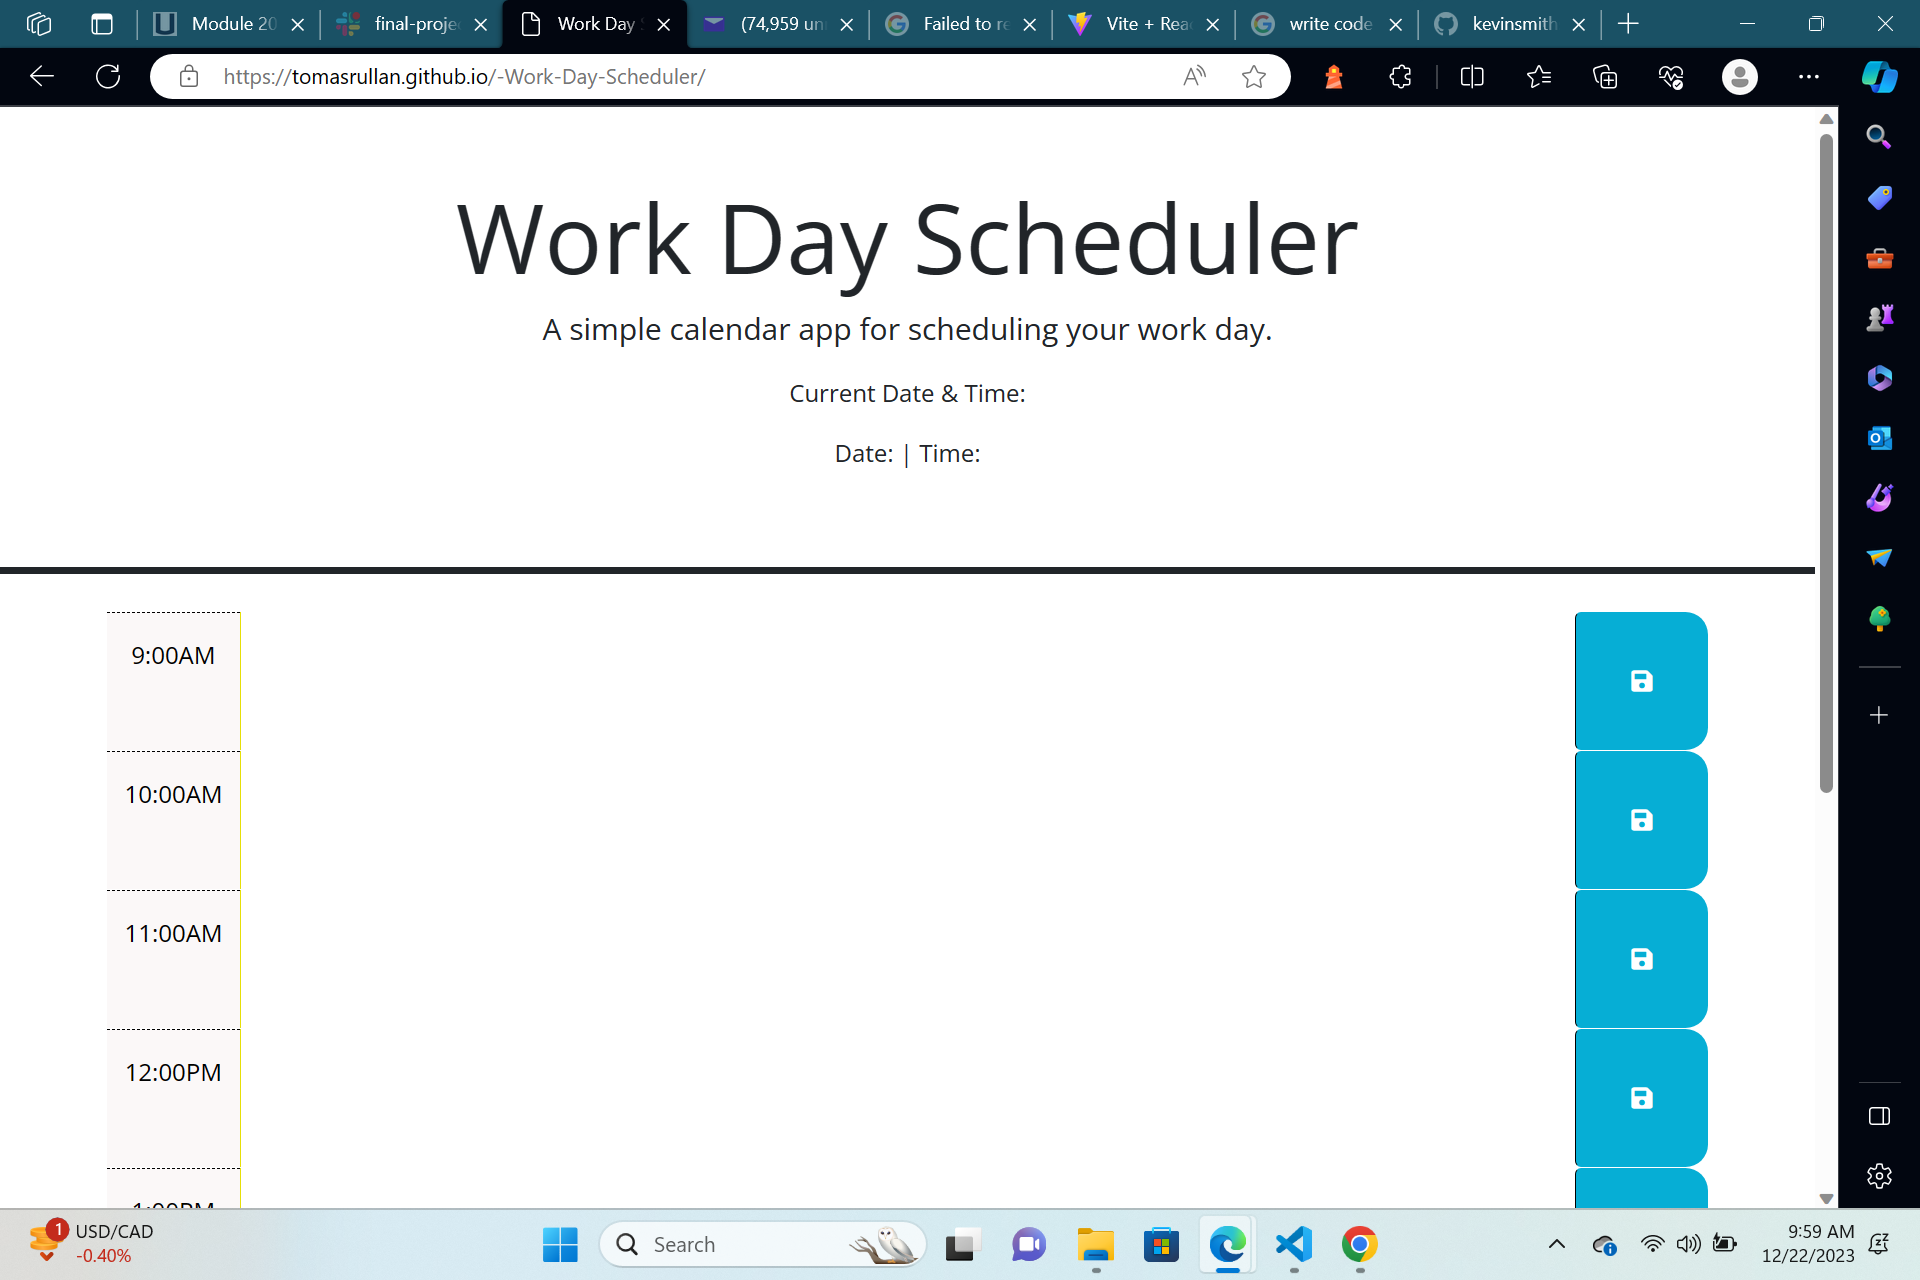 Module 20
final-proje
Work Day S
(74,959 un
Failed to re
Vite + Rea
write code
kevinsmith
https://tomasrullan.github.io/-Work-Day-Scheduler/
Work Day Scheduler
A simple calendar app for scheduling your work day.
Current Date & Time:
Date: | Time:
9:00AM
10:00AM
11:00AM
12:00PM
1:00PM
1
USD/CAD
-0.40%
Search
9:59 AM
12/22/2023